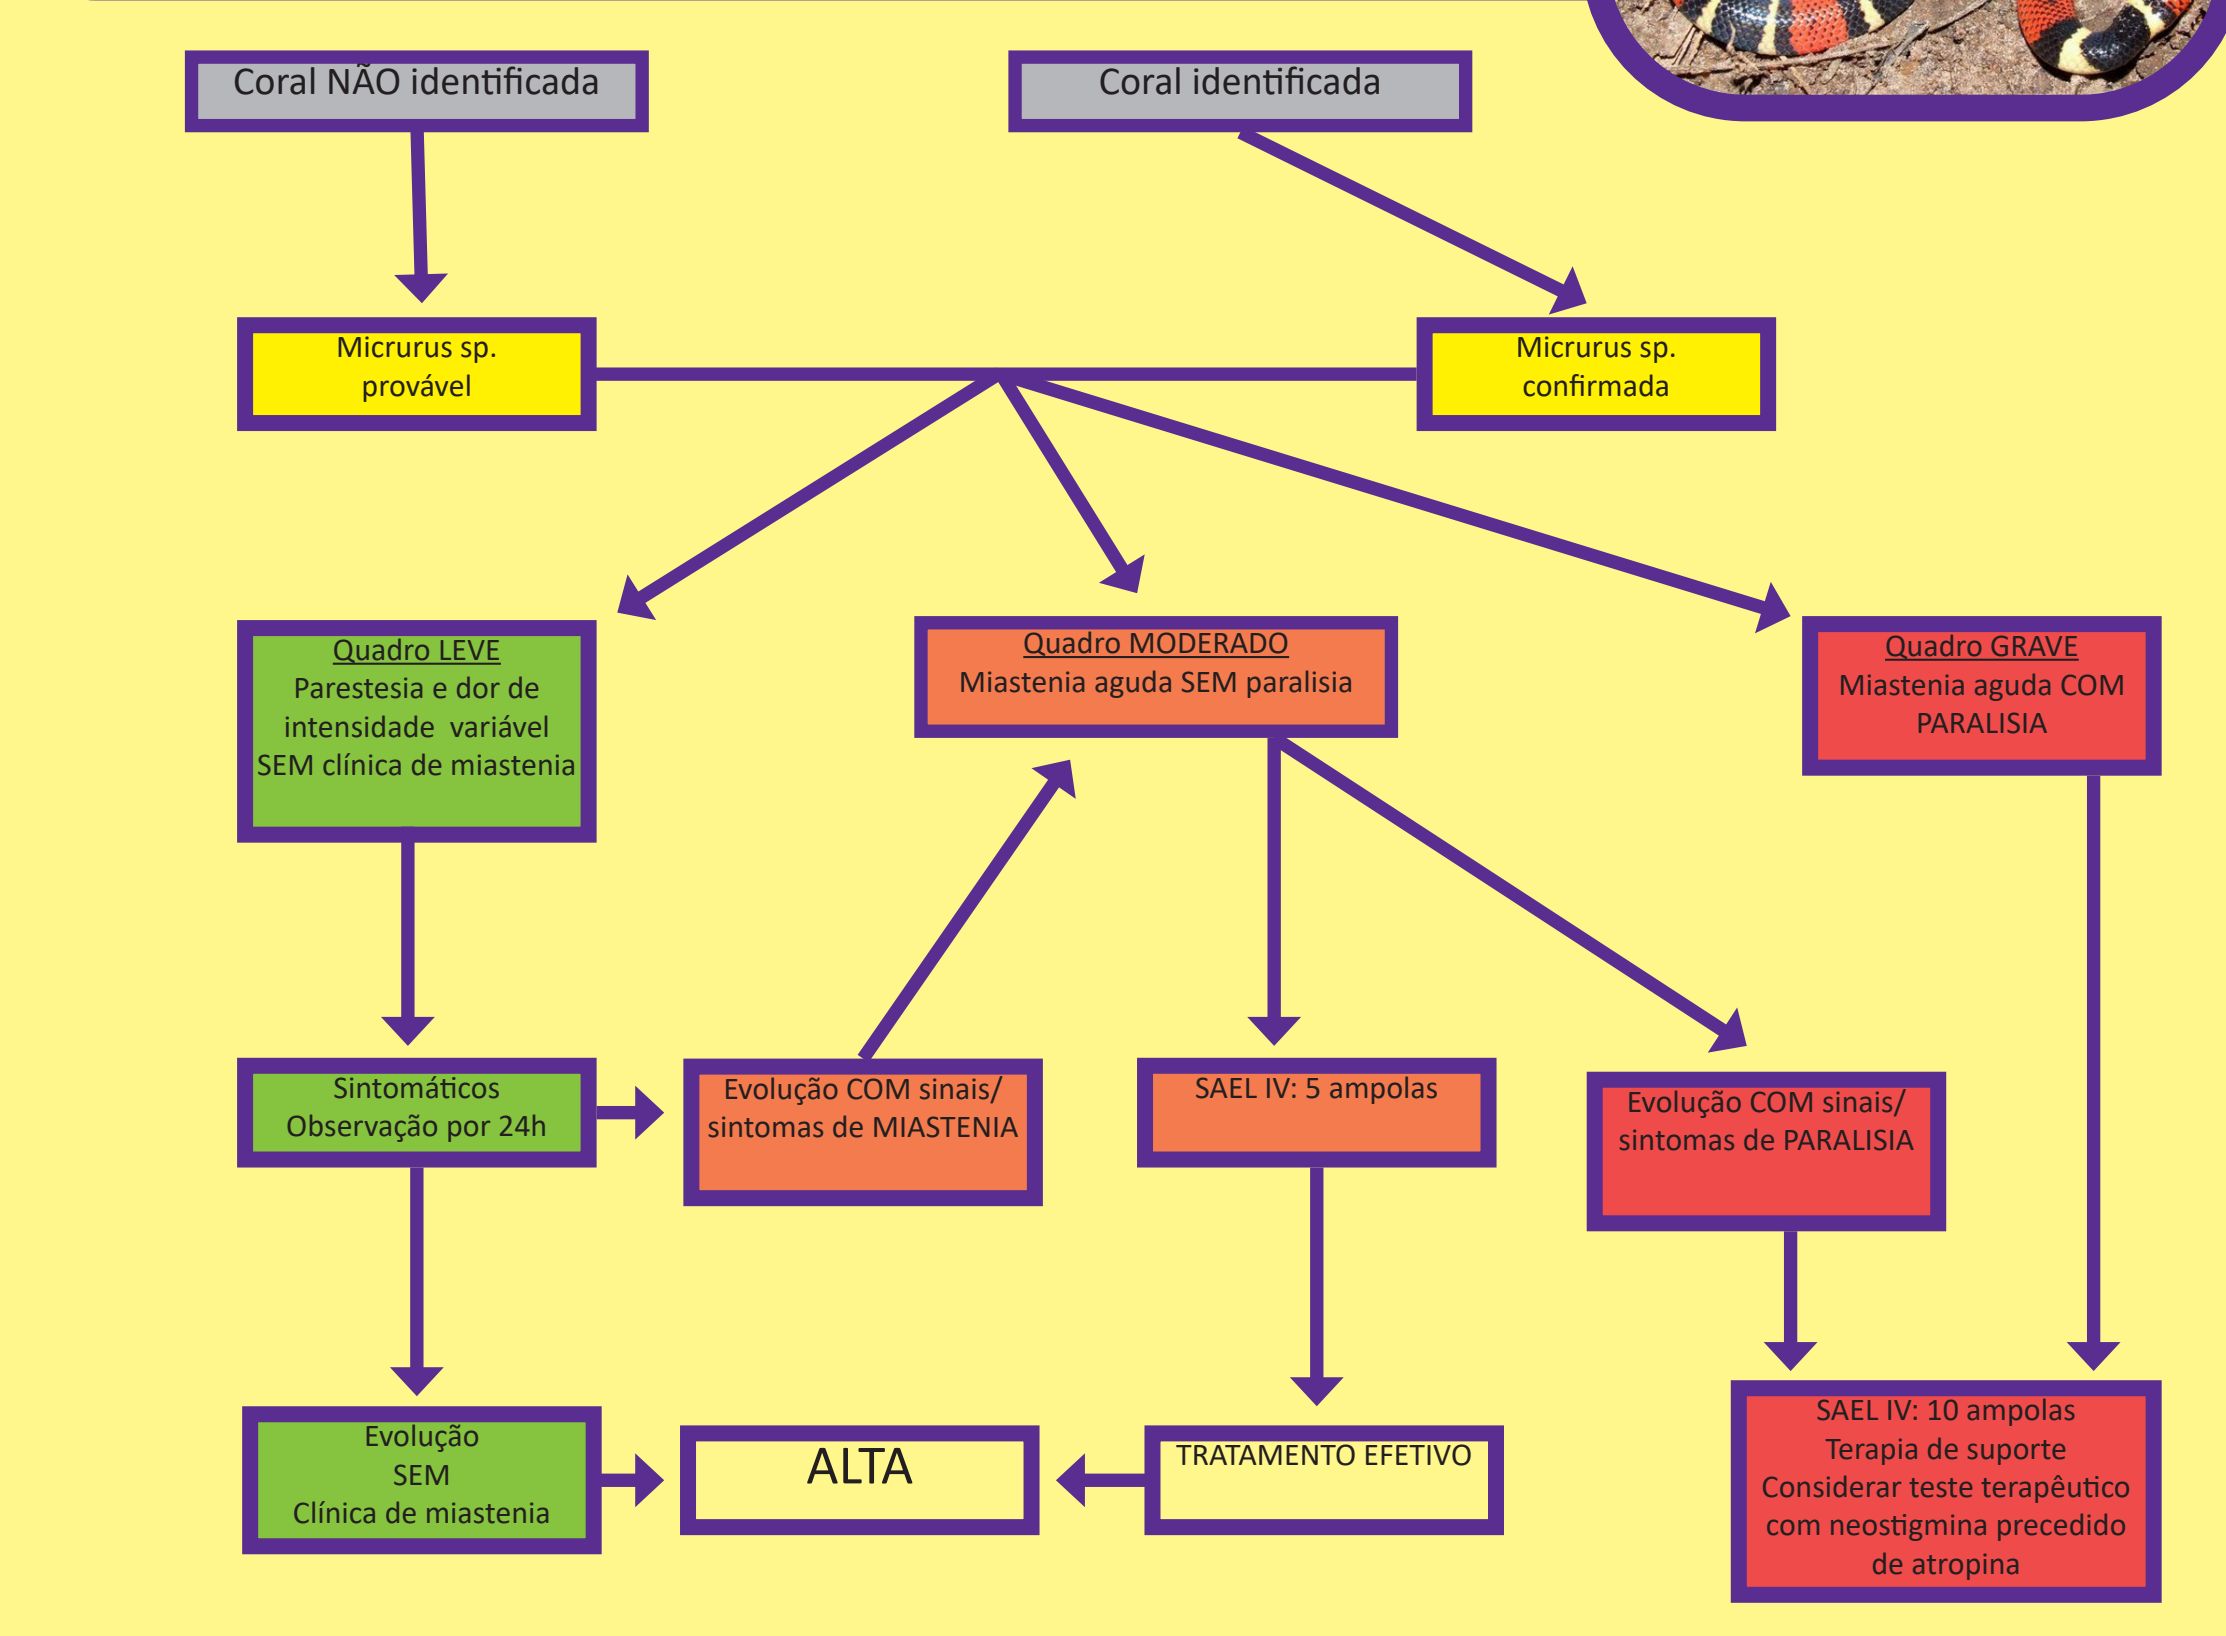 Coral NÃO identificada
Coral identificada
Micrurus sp.
provável
Micrurus sp.
confirmada
Quadro LEVE
Parestesia e dor de
intensidade variável
SEM clínica de miastenia
Quadro MODERADO
Miastenia aguda SEM paralisia
Quadro GRAVE
Miastenia aguda COM
PARALISIA
Sintomáticos
Observação por 24h
Evolução COM sinais/
sintomas de MIASTENIA
SAEL IV: 5 ampolas
Evolução COM sinais/
sintomas de PARALISIA
Evolução
SEM
Clínica de miastenia
ALTA
TRATAMENTO EFETIVO
SAEL IV: 10 ampolas
Terapia de suporte
Considerar teste terapêutico
com neostigmina precedido
de atropina